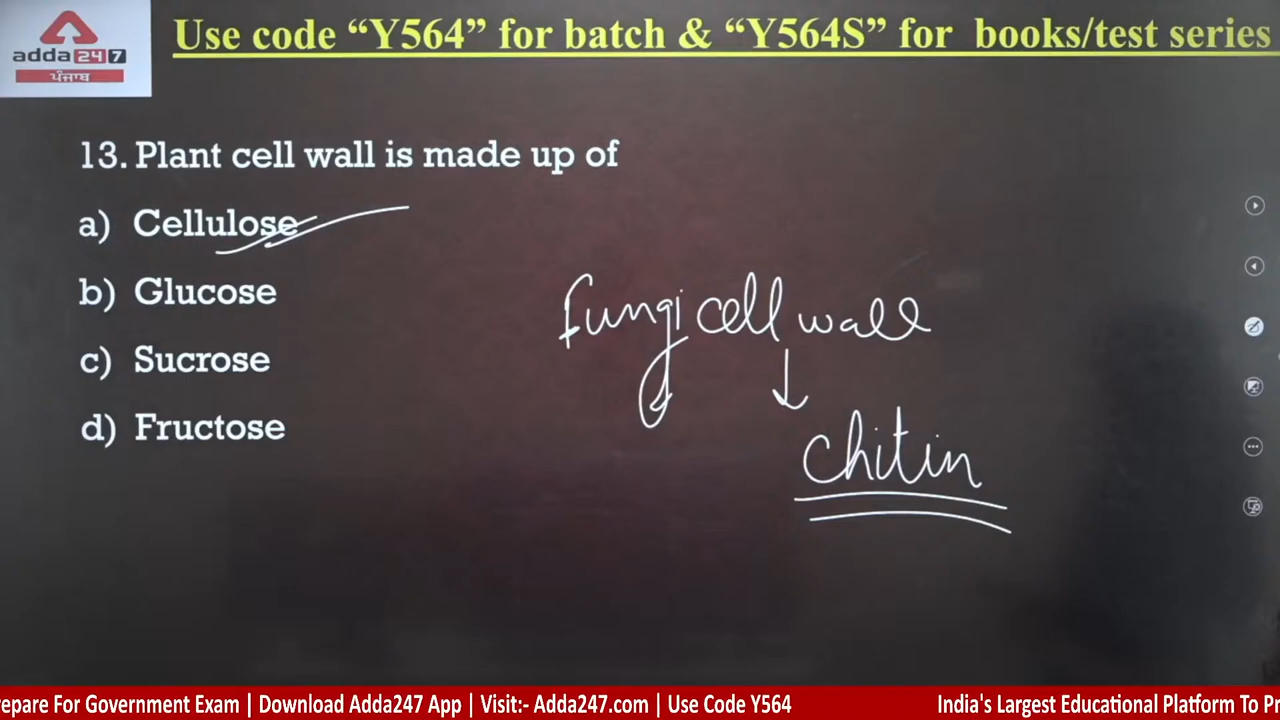 Use code “Y564” for batch & “Y564S” for books/test series
adda247
ਪੰਜਾਬ
13. Plant cell wall is made up of
a) Cellulose
b) Glucose
c) Sucrose
d) Fructose
Fungi cell wall
↓
Chitin
repare For Government Exam | Download Adda247 App | Visit:- Adda247.com | Use Code Y564
India's Largest Educational Platform To Pr